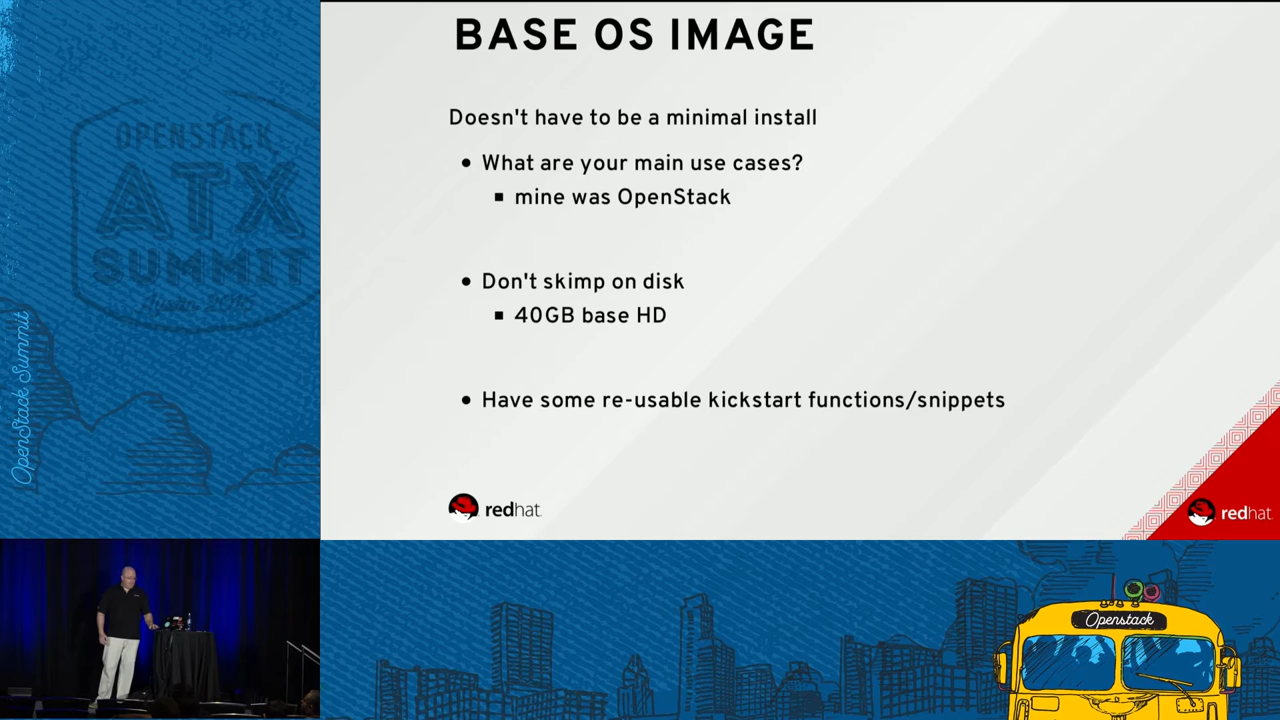 BASE OS IMAGE
Doesn't have to be a minimal install
What are your main use cases?
mine was OpenStack
Don't skimp on disk
40GB base HD
Have some re-usable kickstart functions/snippets
redhat.
redhat.
OPENSTACK
ATX
SUMMIT
Austin 2016
OpenStack Summit
Openstack